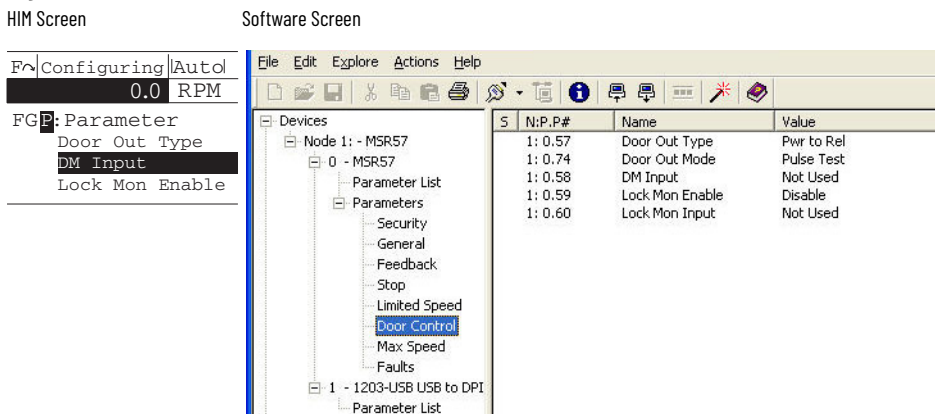 HIM Screen
Software Screen
F Configuring Auto
0.0 RPM
FGP:Parameter
Door Out Type
DM Input
Lock Mon Enable
File Edit Explore Actions Help
Devices
Node 1: - MSR57
0 - MSR57
Parameter List
Parameters
Security
General
Feedback
Stop
Limited Speed
Door Control
Max Speed
Faults
1 - 1203-USB USB to DPI
Parameter List
S N:P.P# Name Value
1: 0.57 Door Out Type Pwr to Rel
1: 0.74 Door Out Mode Pulse Test
1: 0.58 DM Input Not Used
1: 0.59 Lock Mon Enable Disable
1: 0.60 Lock Mon Input Not Used